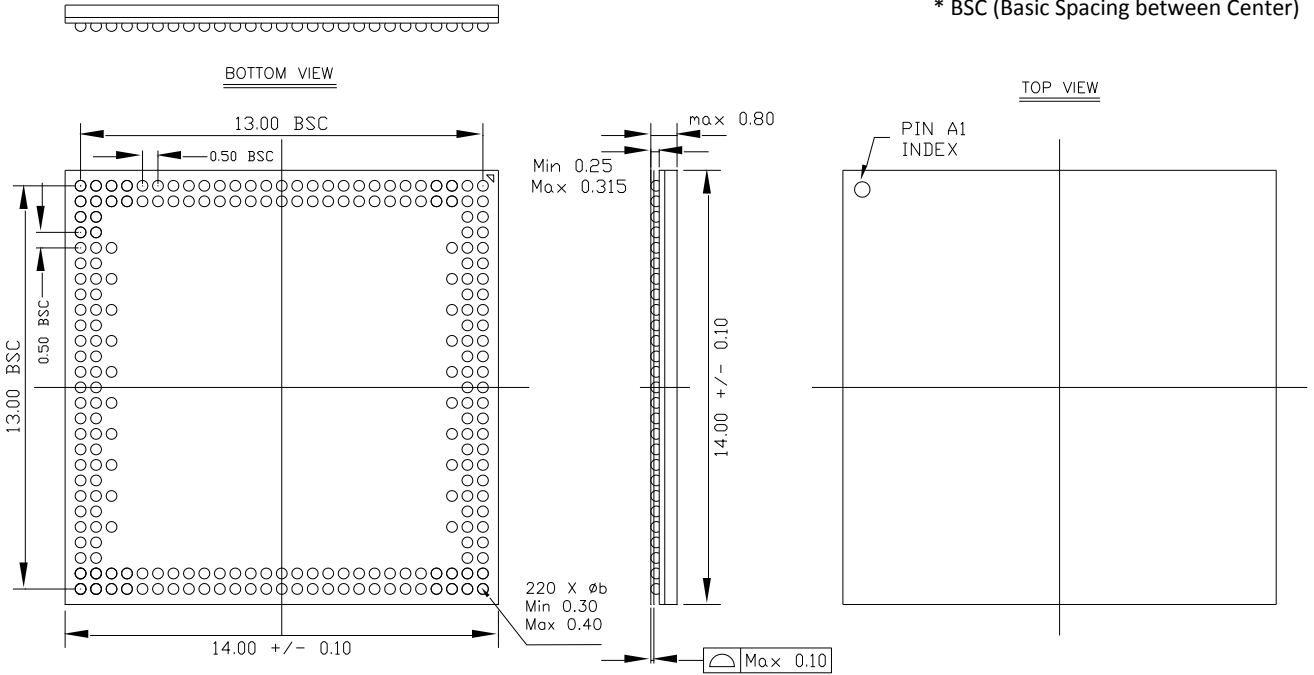 * BSC (Basic Spacing between Center)
BOTTOM VIEW
TOP VIEW
13.00 BSC
max 0.80
PIN A1
INDEX
0.50 BSC
Min 0.25
Max 0.315
0.50 BSC
13.00 BSC
14.00 +/- 0.10
220 X øb
Min 0.30
Max 0.40
14.00 +/- 0.10
Max 0.10